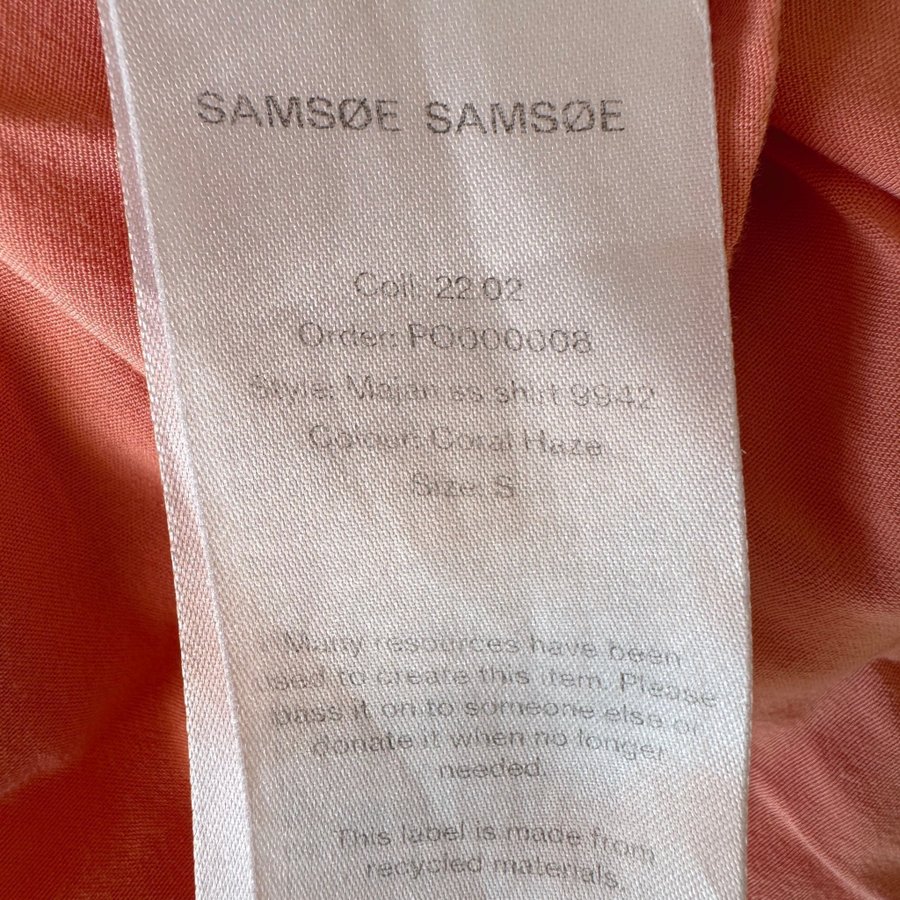 SAMSØE SAMSØE
Coll: 22.02
Order: PO000008
Style: Majan ss shirt 9942
Colour: Coral Haze
Size: S
Many resources have been
used to create this item. Please
pass it on to someone else or
donate it when no longer
needed.
This label is made from
recycled materials.